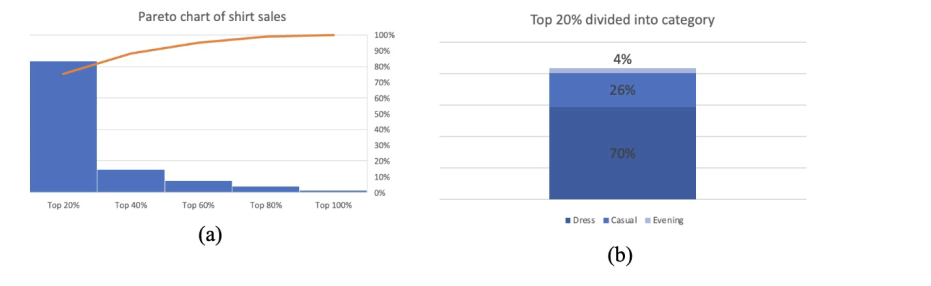 Pareto chart of shirt sales
100%
90%
80%
70%
60%
50%
40%
30%
20%
10%
0%
Top 20% Top 40% Top 60% Top 80% Top 100%
(a)
Top 20% divided into category
4%
26%
70%
Dress Casual Evening
(b)